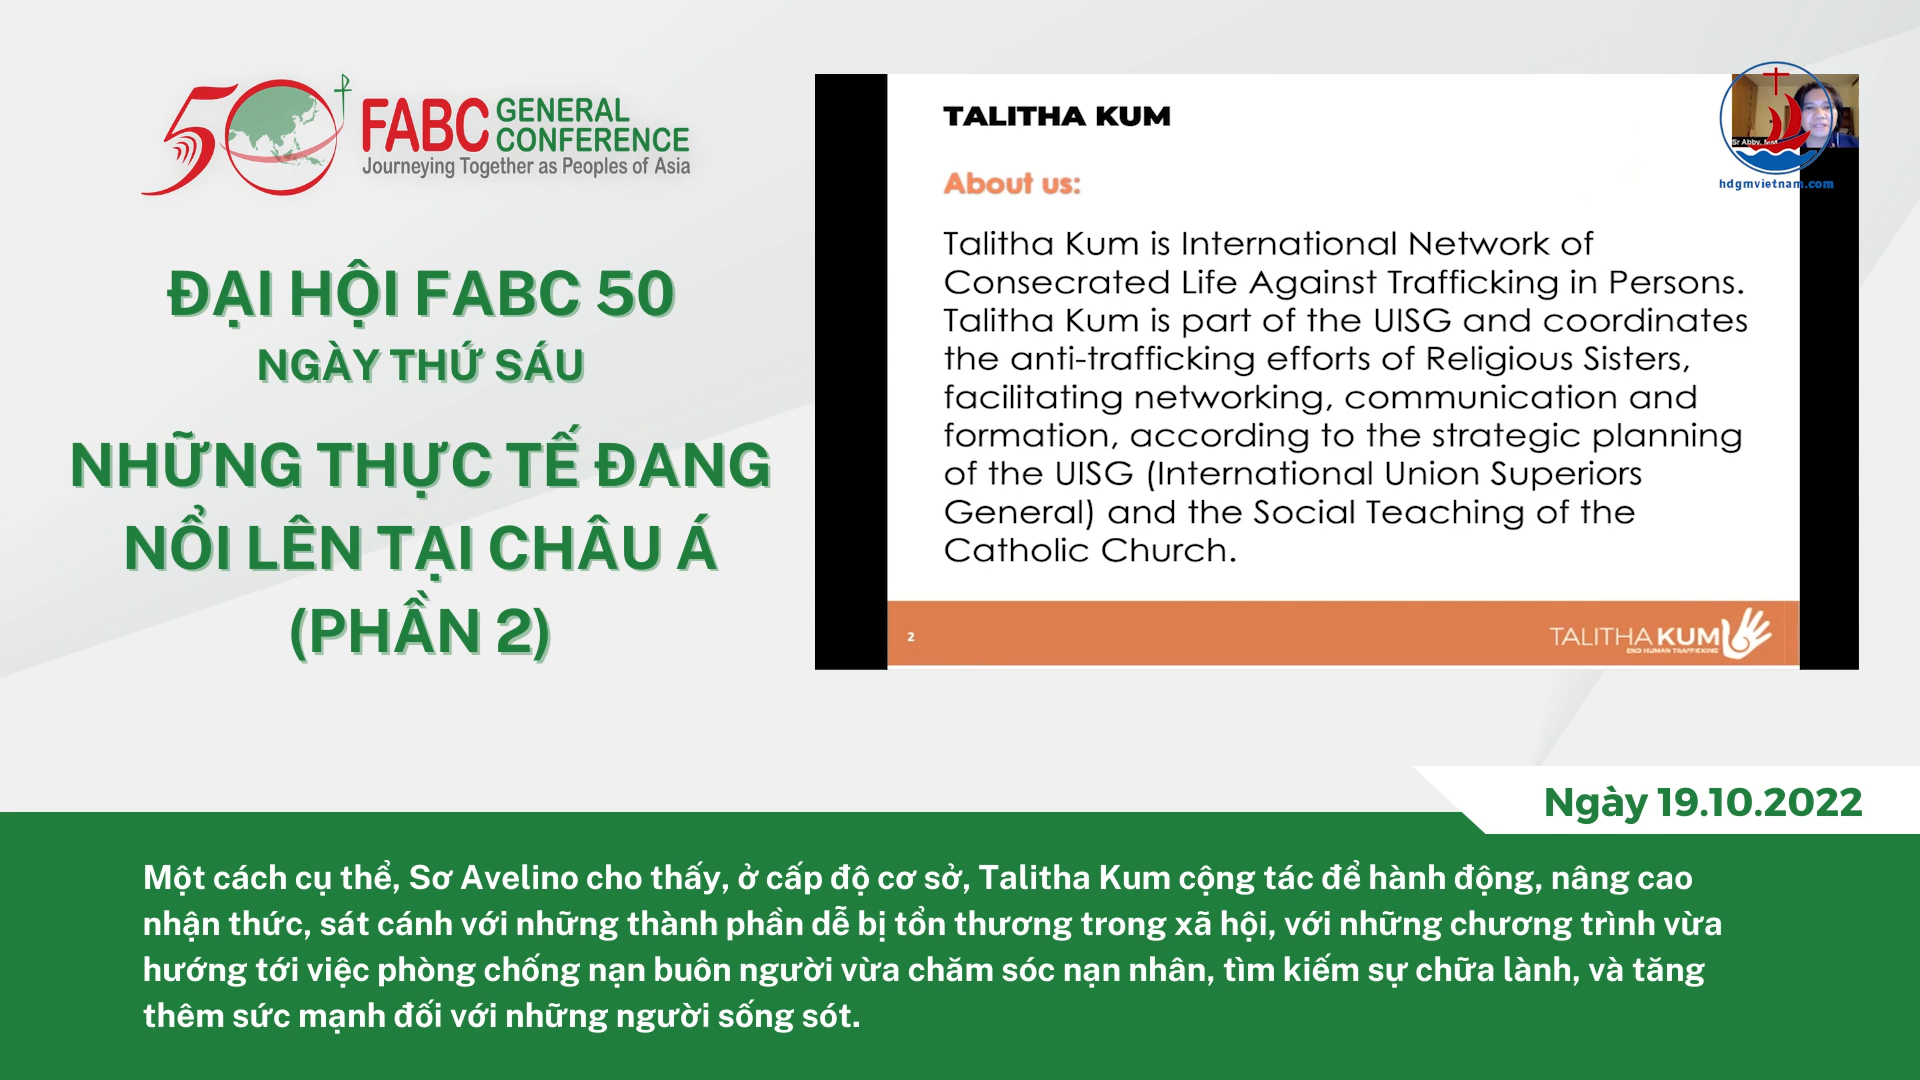 50 FABC GENERAL
CONFERENCE
Journeying Together as Peoples of Asia
ĐẠI HỘI FABC 50
NGÀY THỨ SÁU
NHỮNG THỰC TẾ ĐANG
NỔI LÊN TẠI CHÂU Á
(PHẦN 2)
TALITHA KUM
About us:
Talitha Kum is International Network of
Consecrated Life Against Trafficking in Persons.
Talitha Kum is part of the UISG and coordinates
the anti-trafficking efforts of Religious Sisters,
facilitating networking, communication and
formation, according to the strategic planning
of the UISG (International Union Superiors
General) and the Social Teaching of the
Catholic Church.
2
TALITHA KUM
END HUMAN TRAFFICKING
Sr Abby, MM
hdgmvietnam.com
Ngày 19.10.2022
Một cách cụ thể, Sơ Avelino cho thấy, ở cấp độ cơ sở, Talitha Kum cộng tác để hành động, nâng cao
nhận thức, sát cánh với những thành phần dễ bị tổn thương trong xã hội, với những chương trình vừa
hướng tới việc phòng chống nạn buôn người vừa chăm sóc nạn nhân, tìm kiếm sự chữa lành, và tăng
thêm sức mạnh đối với những người sống sót.